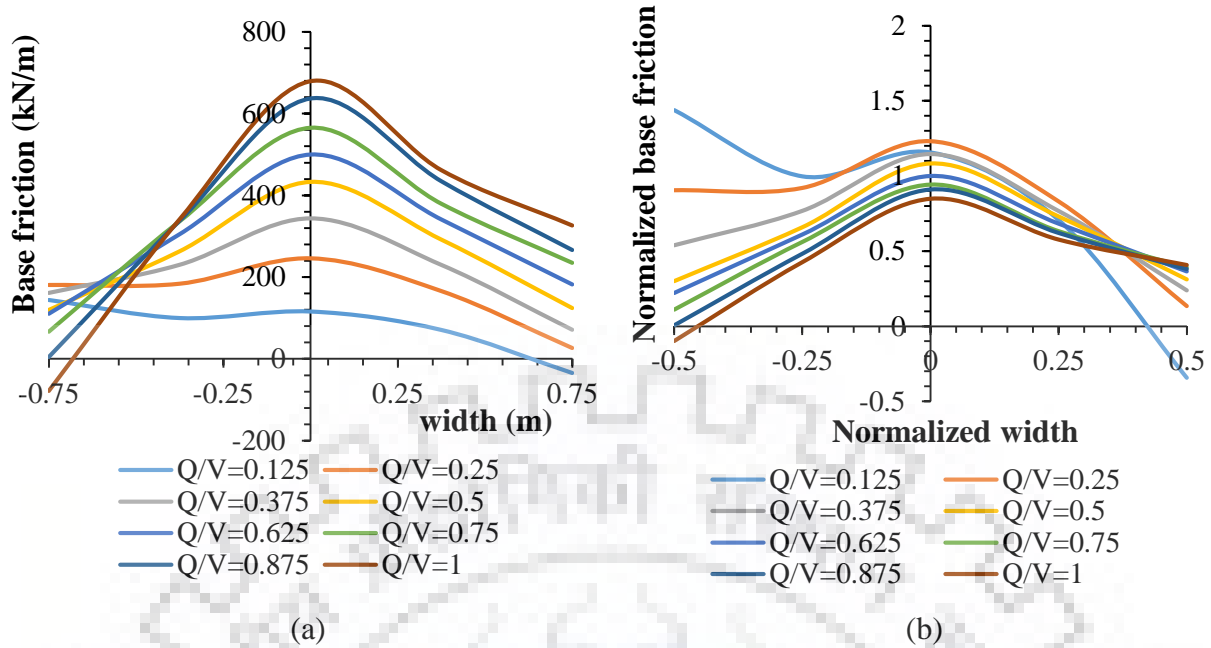 Base friction (kN/m)
800
600
400
200
0
-200
-0.75
-0.25
0.25
0.75
width (m)
Q/V=0.125
Q/V=0.25
Q/V=0.375
Q/V=0.5
Q/V=0.625
Q/V=0.75
Q/V=0.875
Q/V=1
(a)
Normalized base friction
2
1.5
1
0.5
0
-0.5
-0.5
-0.25
0
0.25
0.5
Normalized width
Q/V=0.125
Q/V=0.25
Q/V=0.375
Q/V=0.5
Q/V=0.625
Q/V=0.75
Q/V=0.875
Q/V=1
(b)